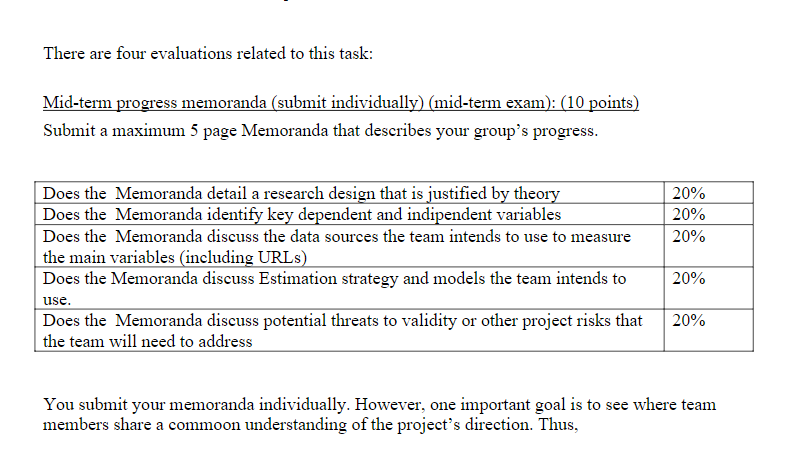 There are four evaluations related to this task:
Mid-term progress memoranda (submit individually) (mid-term exam): (10 points)
Submit a maximum 5 page Memoranda that describes your group's progress.
Does the Memoranda detail a research design that is justified by theory 20%
Does the Memoranda identify key dependent and indipendent variables 20%
Does the Memoranda discuss the data sources the team intends to use to measure 20%
the main variables (including URLs)
Does the Memoranda discuss Estimation strategy and models the team intends to 20%
use.
Does the Memoranda discuss potential threats to validity or other project risks that 20%
the team will need to address
You submit your memoranda individually. However, one important goal is to see where team
members share a commoon understanding of the project's direction. Thus,